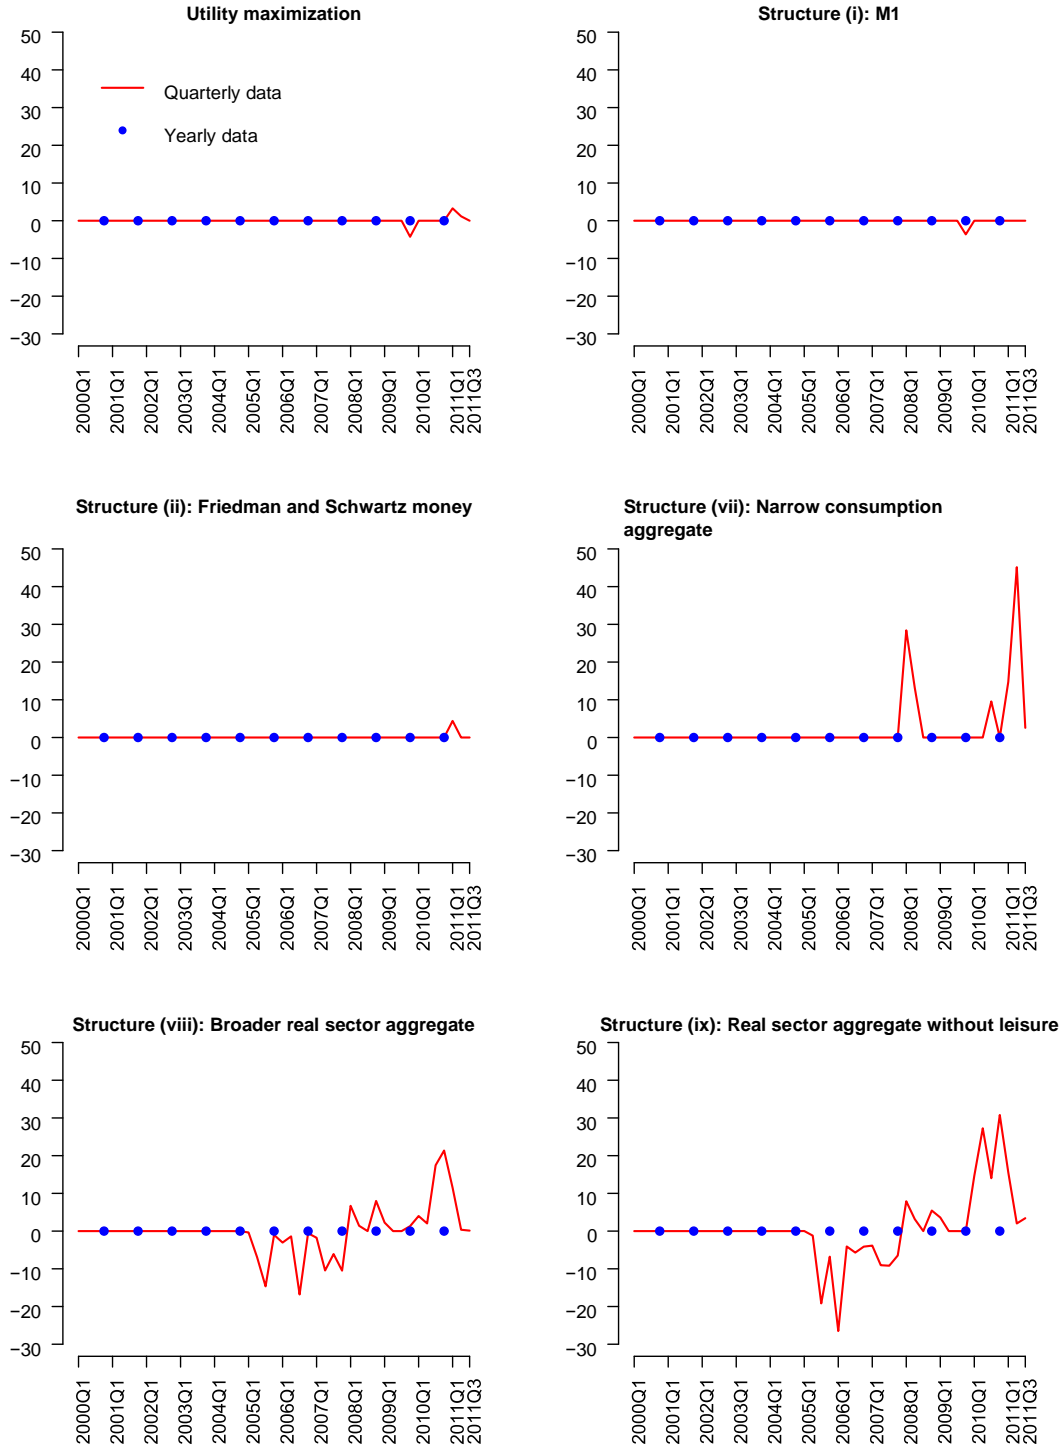 Utility maximization
50
40
30
20
10
0
−10
−20
−30
Quarterly data
Yearly data
2000Q1
2001Q1
2002Q1
2003Q1
2004Q1
2005Q1
2006Q1
2007Q1
2008Q1
2009Q1
2010Q1
2011Q1
2011Q3
Structure (i): M1
50
40
30
20
10
0
−10
−20
−30
2000Q1
2001Q1
2002Q1
2003Q1
2004Q1
2005Q1
2006Q1
2007Q1
2008Q1
2009Q1
2010Q1
2011Q1
2011Q3
Structure (ii): Friedman and Schwartz money
50
40
30
20
10
0
−10
−20
−30
2000Q1
2001Q1
2002Q1
2003Q1
2004Q1
2005Q1
2006Q1
2007Q1
2008Q1
2009Q1
2010Q1
2011Q1
2011Q3
Structure (vii): Narrow consumption
aggregate
50
40
30
20
10
0
−10
−20
−30
2000Q1
2001Q1
2002Q1
2003Q1
2004Q1
2005Q1
2006Q1
2007Q1
2008Q1
2009Q1
2010Q1
2011Q1
2011Q3
Structure (viii): Broader real sector aggregate
50
40
30
20
10
0
−10
−20
−30
2000Q1
2001Q1
2002Q1
2003Q1
2004Q1
2005Q1
2006Q1
2007Q1
2008Q1
2009Q1
2010Q1
2011Q1
2011Q3
Structure (ix): Real sector aggregate without leisure
50
40
30
20
10
0
−10
−20
−30
2000Q1
2001Q1
2002Q1
2003Q1
2004Q1
2005Q1
2006Q1
2007Q1
2008Q1
2009Q1
2010Q1
2011Q1
2011Q3